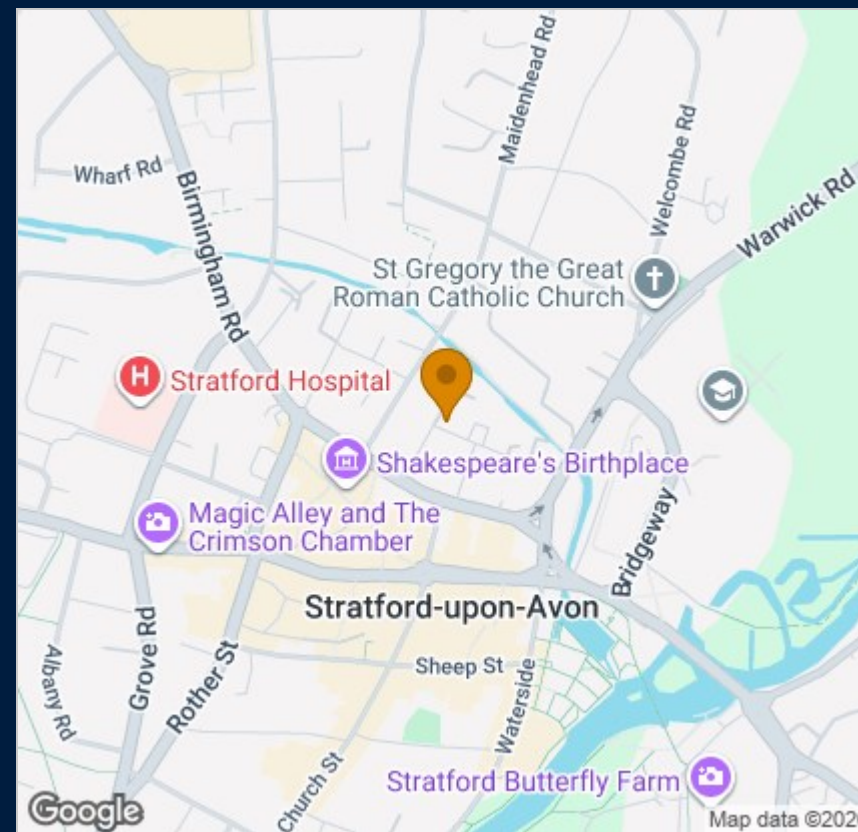 Maidenhead Rd
Wharf Rd
Birmingham Rd
Welcombe Rd
Warwick Rd
St Gregory the Great
Roman Catholic Church
H
Stratford Hospital
Shakespeare's Birthplace
Magic Alley and The
Crimson Chamber
Bridgeway
Stratford-upon-Avon
Grove Rd
Rother St
Albany Rd
Sheep St
Waterside
Church St
Stratford Butterfly Farm
Google
Map data ©202